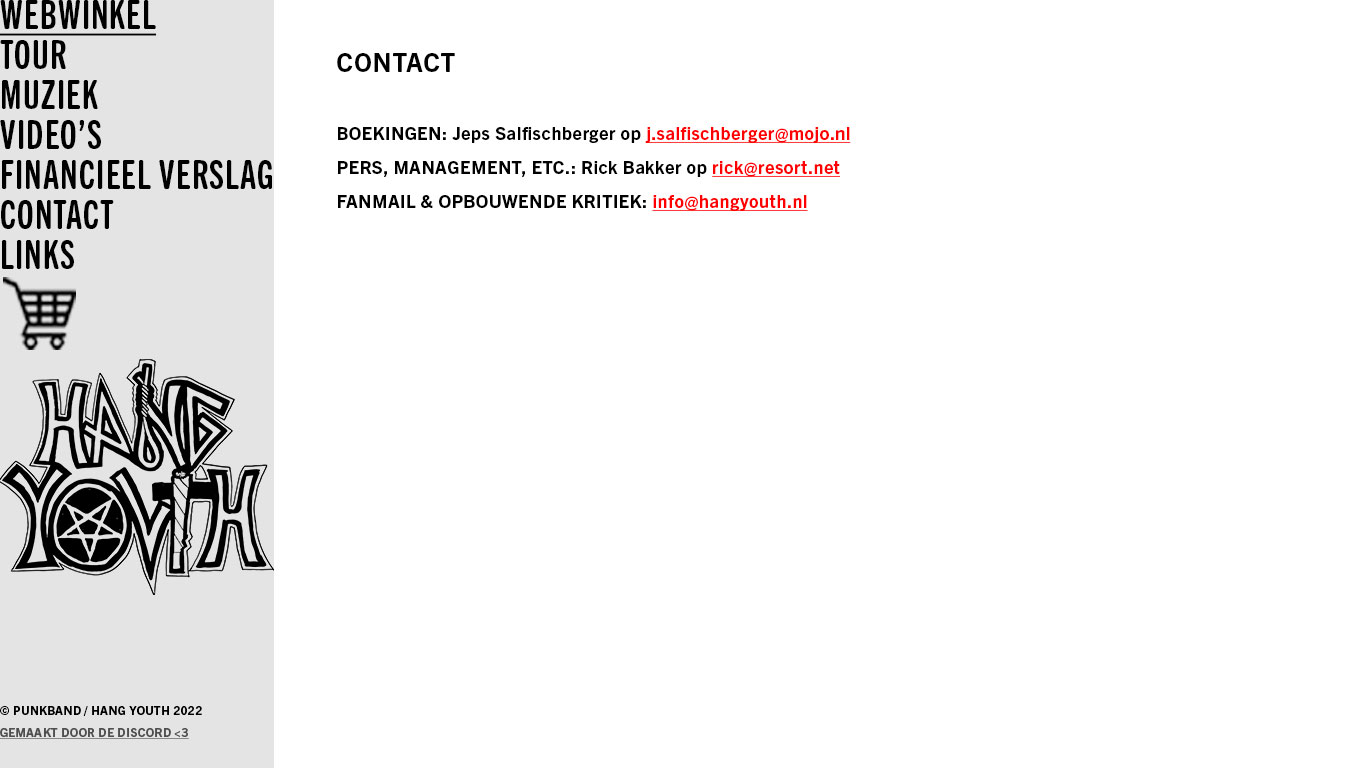 WEBWINKEL
TOUR
MUZIEK
VIDEO’S
FINANCIEEL VERSLAG
CONTACT
LINKS
HANG
YOUTH
© PUNKBAND / HANG YOUTH 2022
GEMAAKT DOOR DE DISCORD <3
CONTACT
BOEKINGEN: Jeps Salfischberger op j.salfischberger@mojo.nl
PERS, MANAGEMENT, ETC.: Rick Bakker op rick@resort.net
FANMAIL & OPBOUWENDE KRITIEK: info@hangyouth.nl